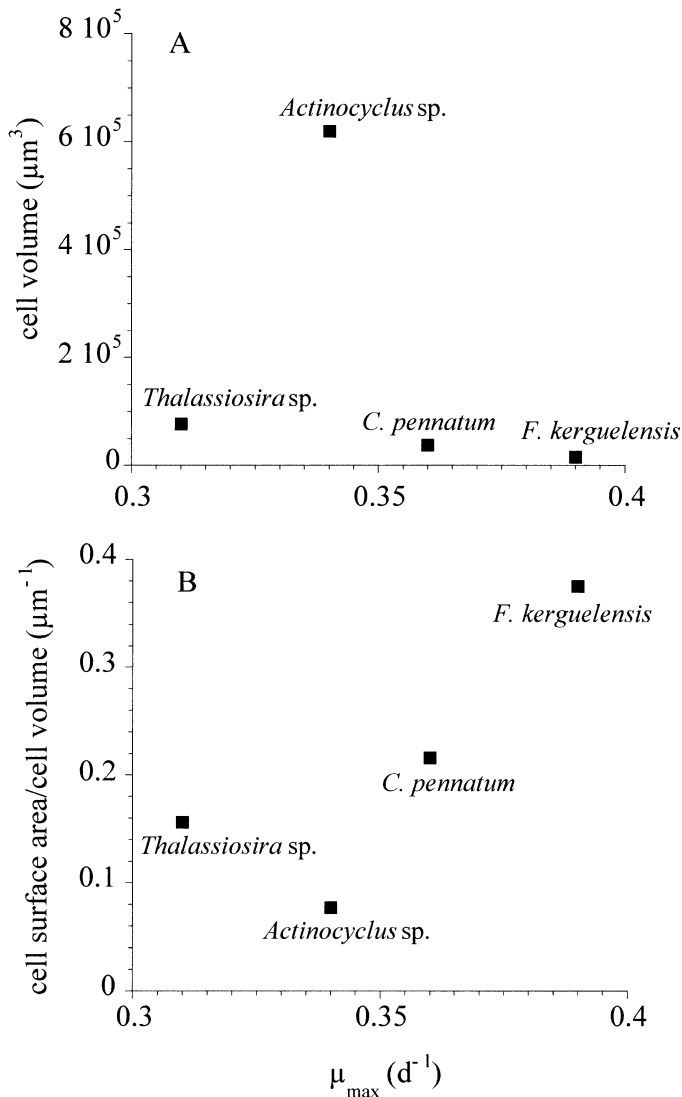 A
8 10⁵
Actinocyclus sp.
6 10⁵
4 10⁵
2 10⁵
0
cell volume (µm³)
Thalassiosira sp.
C. pennatum
F. kerguelensis
0.3
0.35
0.4
B
0.4
0.3
0.2
0.1
0
cell surface area/cell volume (µm⁻¹)
F. kerguelensis
C. pennatum
Thalassiosira sp.
Actinocyclus sp.
0.3
0.35
0.4
µmax (d⁻¹)